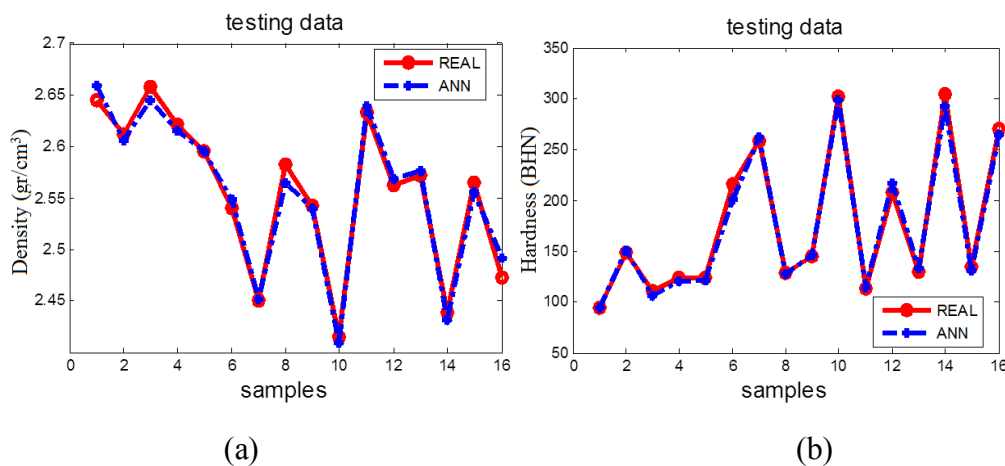 testing data
2.7
2.65
2.6
2.55
2.5
2.45
2.
0 2 4 6 8 10 12 14 16
Density (gr/cm³)
samples
REAL
ANN
(a)
testing data
350
300
250
200
150
100
50
0 2 4 6 8 10 12 14 16
Hardness (BHN)
samples
REAL
ANN
(b)